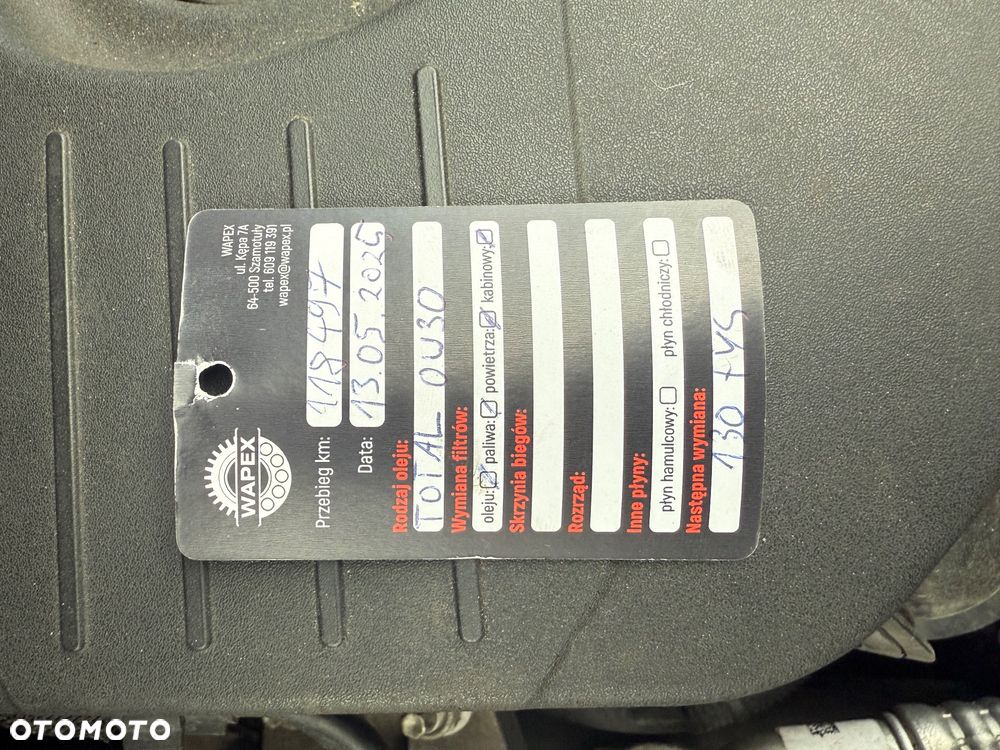 WAPEX
ul. Kępa 7A
64-500 Szamotuły
tel. 609 119 391
wapex@wapex.pl
WAPEX
Przebieg km: 118497
Data: 13.05.2025
Rodzaj oleju:
TOTAL 0W30
Wymiana filtrów:
oleju: paliwa: powietrza: kabinowy:
Skrzynia biegów:
Rozrząd:
Inne płyny:
płyn hamulcowy: płyn chłodniczy:
Następna wymiana:
130 tys
OTOMOTO